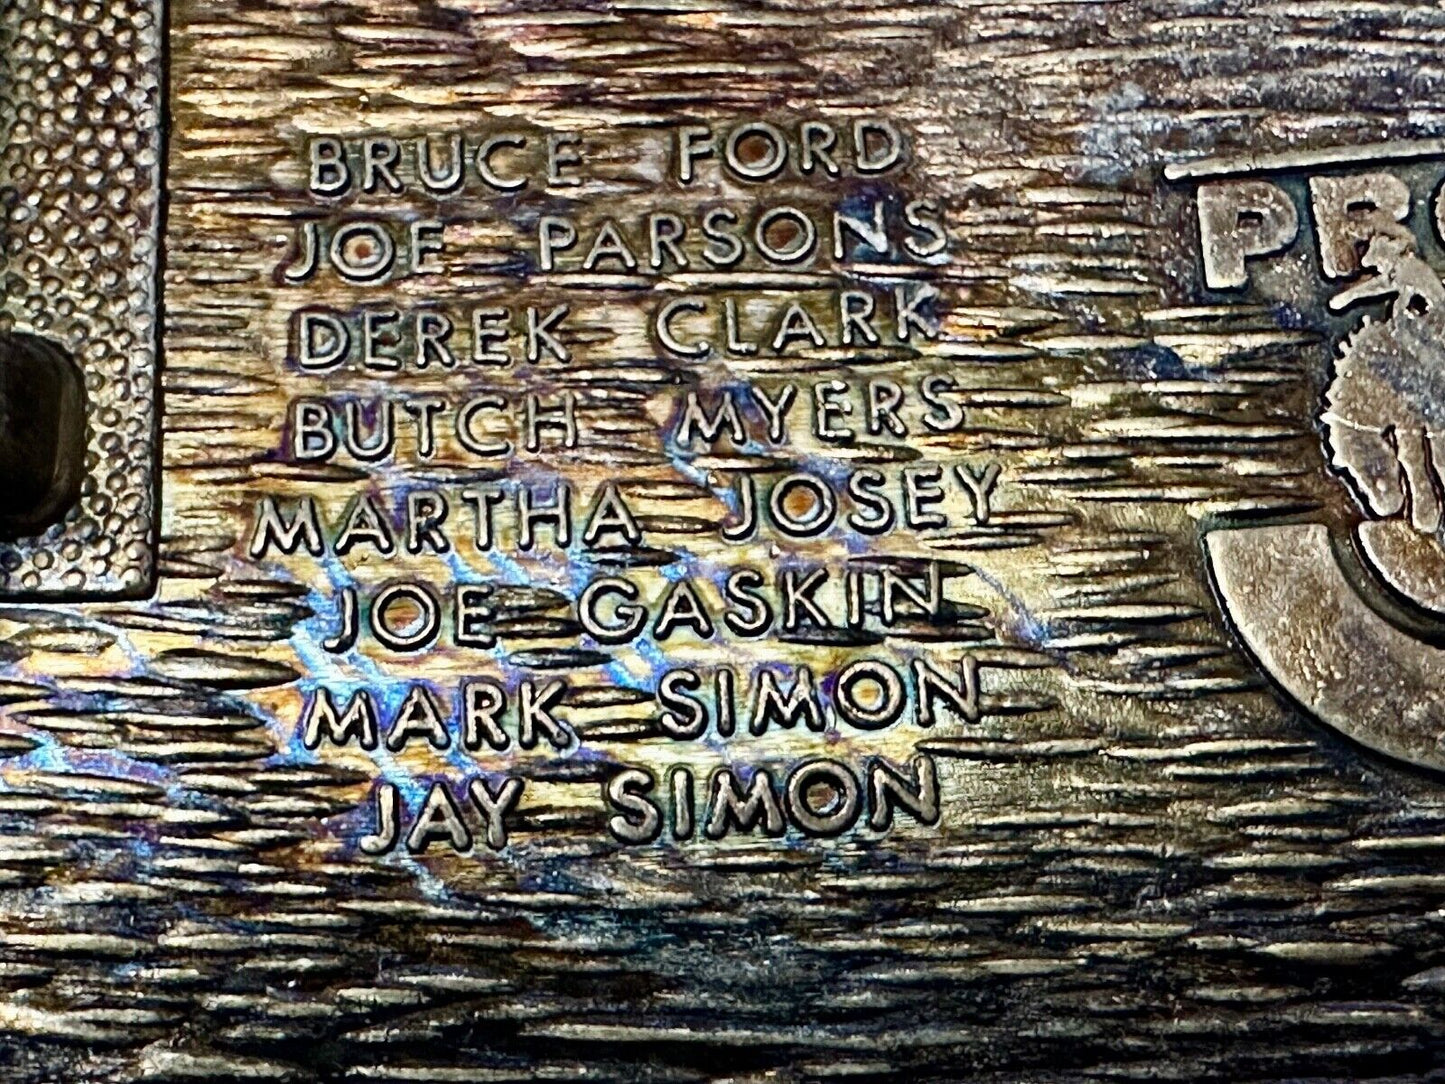 BRUCE FORD
JOE PARSONS
DEREK CLARK
BUTCH MYERS
MARTHA JOSEY
JOE GASKIN
MARK SIMON
JAY SIMON